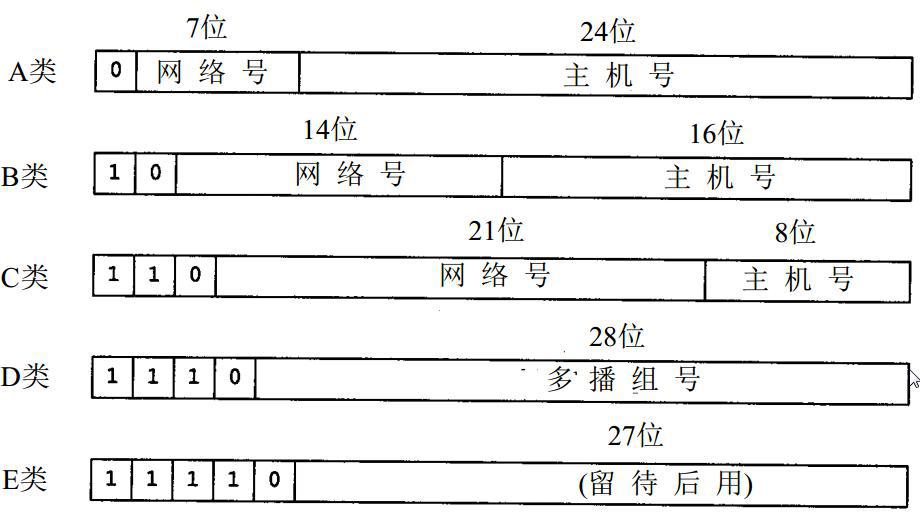 7位 24位
A类 0 网络号 主机号
14位 16位
B类 1 0 网络号 主机号
21位 8位
C类 1 1 0 网络号 主机号
28位
D类 1 1 1 0 多播组号
27位
E类 1 1 1 1 0 (留待后用)